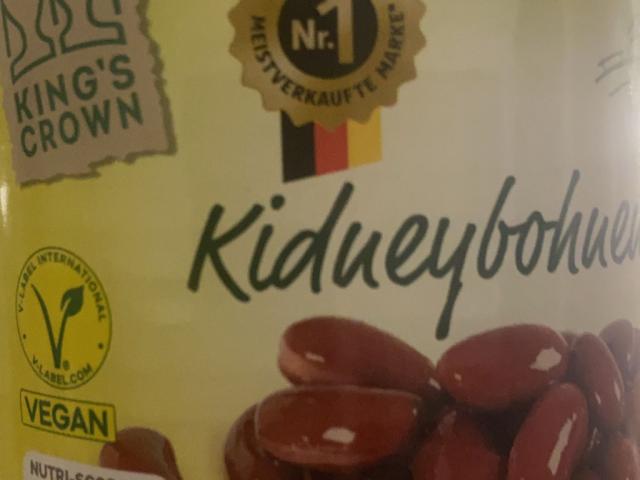 KING'S
CROWN
Nr.1
MEISTVERKAUFTE MARKE*
Kidneybohnen
V-LABEL INTERNATIONAL
V-LABEL.COM
VEGAN